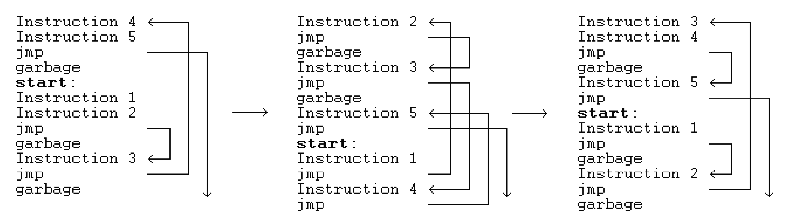 Instruction 4
Instruction 5
jmp
garbage
start:
Instruction 1
Instruction 2
jmp
garbage
Instruction 3
jmp
garbage
Instruction 2
jmp
garbage
Instruction 3
jmp
garbage
Instruction 5
jmp
start:
Instruction 1
jmp
Instruction 4
jmp
Instruction 3
Instruction 4
jmp
garbage
Instruction 5
jmp
start:
Instruction 1
jmp
garbage
Instruction 2
jmp
garbage